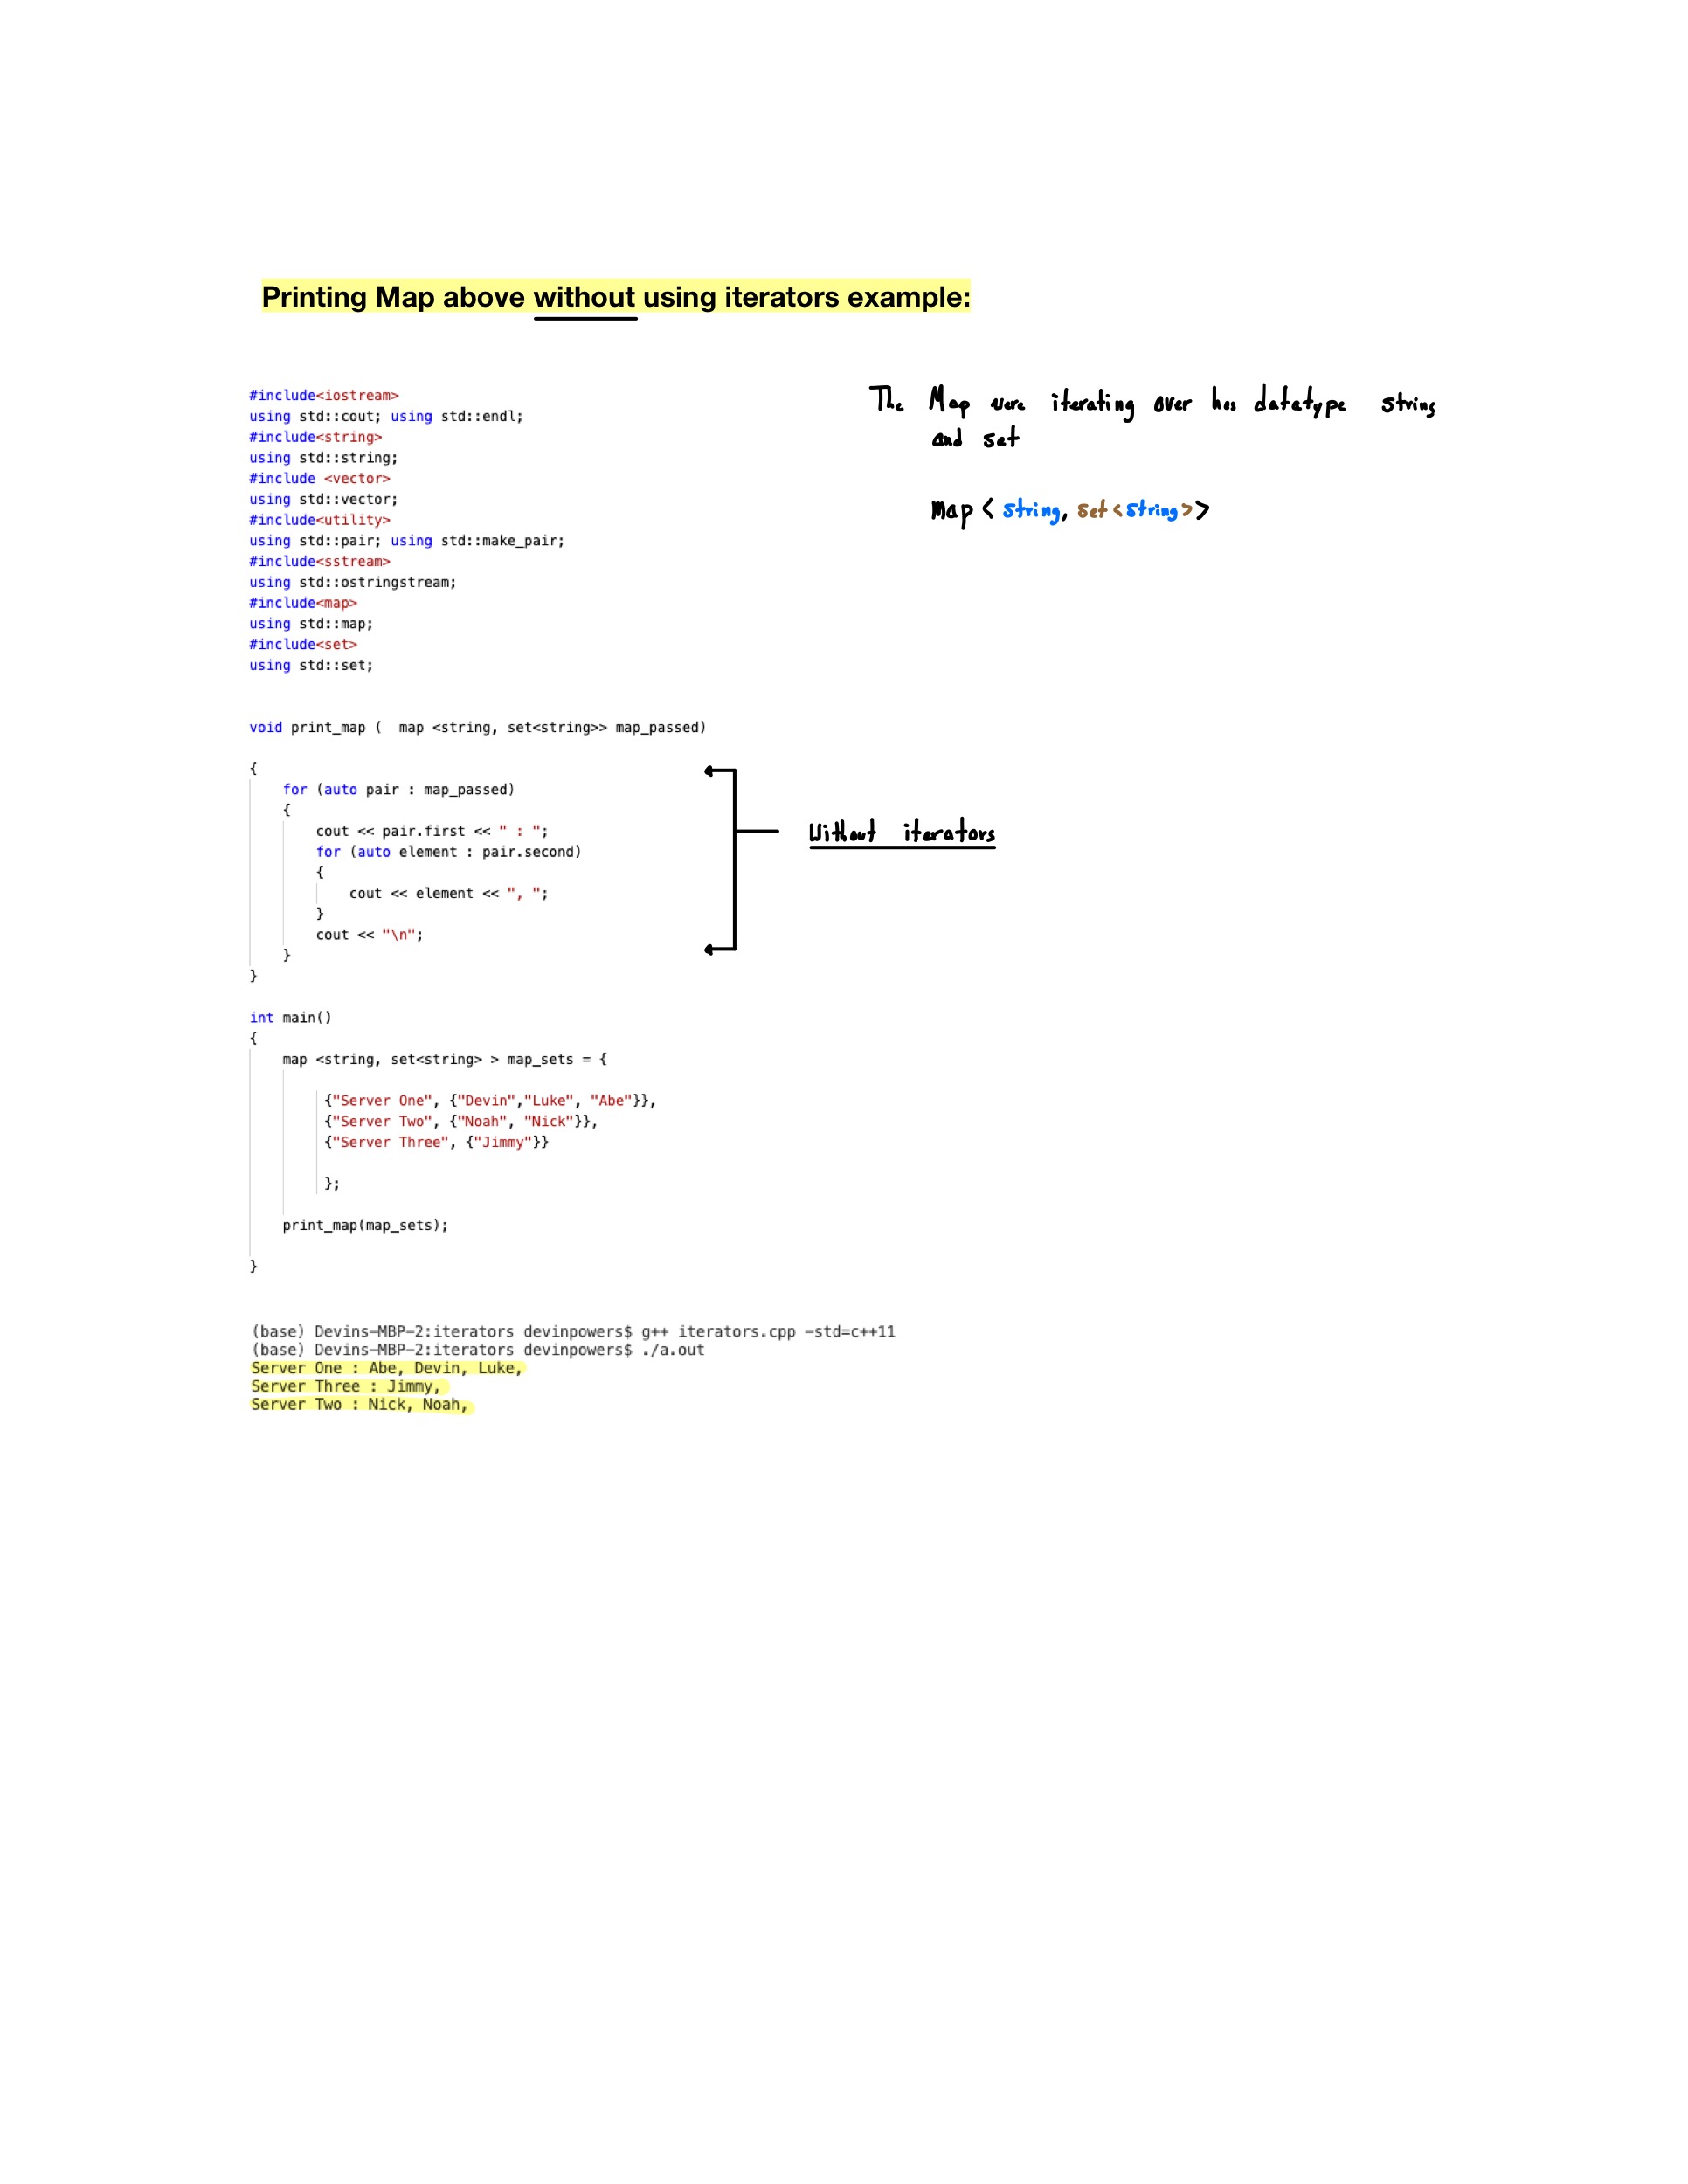 Printing Map above without using iterators example:
#include<iostream>
using std::cout; using std::endl;
#include<string>
using std::string;
#include <vector>
using std::vector;
#include<utility>
using std::pair; using std::make_pair;
#include<sstream>
using std::ostringstream;
#include<map>
using std::map;
#include<set>
using std::set;
The Map were iterating over has datatype string
and set
Map < string, set <string>>
void print_map (  map <string, set<string>> map_passed)
{
    for (auto pair : map_passed)
    {
        cout << pair.first << " : ";
        for (auto element : pair.second)
        {
            cout << element << ", ";
        }
        cout << "\n";
    }
}
Without iterators
int main()
{
    map <string, set<string> > map_sets = {
         {"Server One", {"Devin","Luke", "Abe"}},
         {"Server Two", {"Noah", "Nick"}},
         {"Server Three", {"Jimmy"}}
         };
    print_map(map_sets);
}
(base) Devins-MBP-2:iterators devinpowers$ g++ iterators.cpp -std=c++11
(base) Devins-MBP-2:iterators devinpowers$ ./a.out
Server One : Abe, Devin, Luke,
Server Three : Jimmy,
Server Two : Nick, Noah,